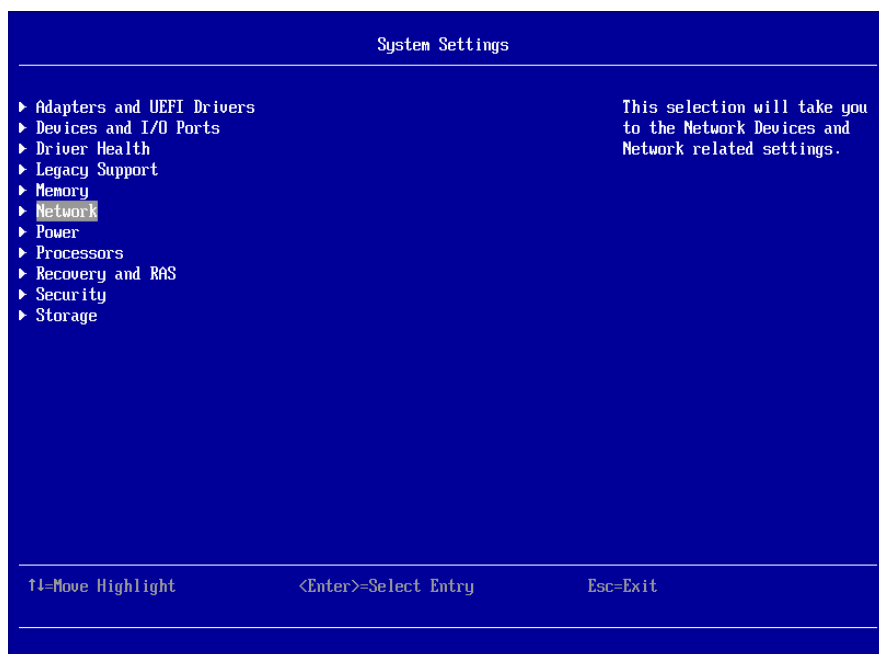 System Settings
▶ Adapters and UEFI Drivers
▶ Devices and I/O Ports
▶ Driver Health
▶ Legacy Support
▶ Memory
▶ Network
▶ Power
▶ Processors
▶ Recovery and RAS
▶ Security
▶ Storage
This selection will take you
to the Network Devices and
Network related settings.
↑↓=Move Highlight <Enter>=Select Entry Esc=Exit